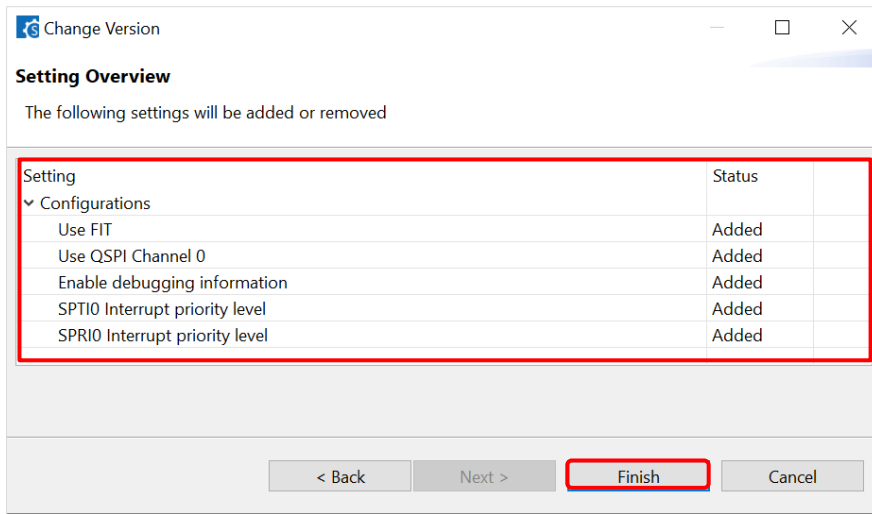 Change Version
Setting Overview
The following settings will be added or removed
Setting Status
Configurations
Use FIT Added
Use QSPI Channel 0 Added
Enable debugging information Added
SPTI0 Interrupt priority level Added
SPRI0 Interrupt priority level Added
< Back Next > Finish Cancel